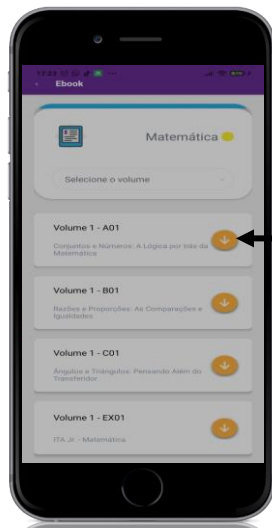 Ebook
Matemática
Selecione o volume
Volume 1 - A01
Conjuntos e Números: A Lógica por trás da
Matemática
Volume 1 - B01
Razões e Proporções: As Comparações e
Igualdades
Volume 1 - C01
Ângulos e Triângulos: Pensando Além do
Transferidor
Volume 1 - EX01
ITA Jr. - Matemática